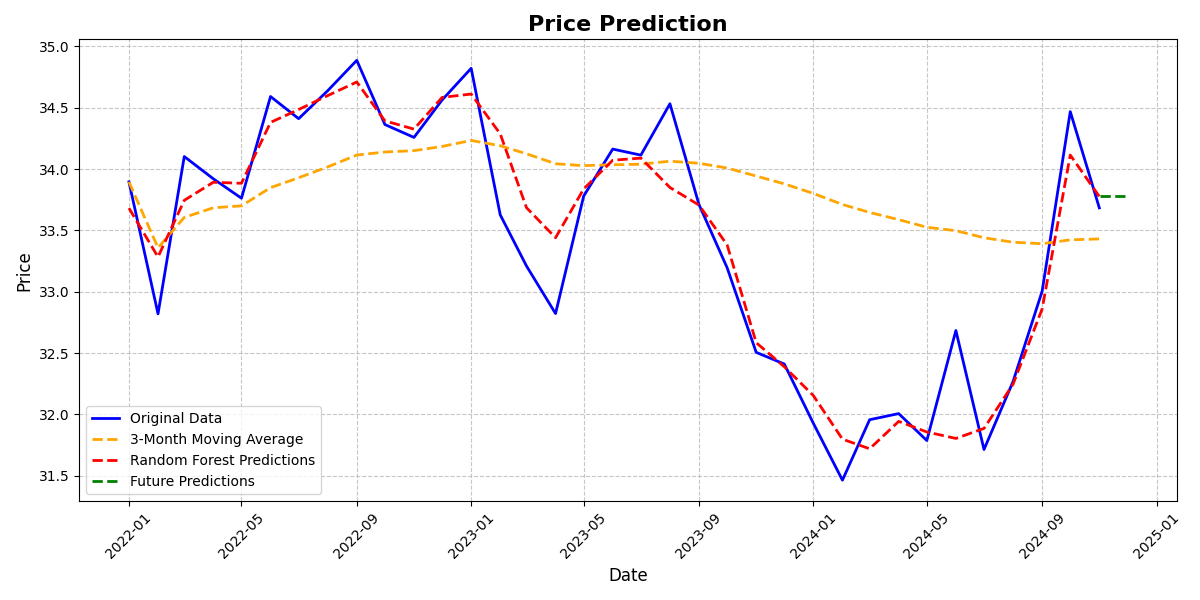 Price Prediction
Price
35.0
34.5
34.0
33.5
33.0
32.5
32.0
31.5
Original Data
3-Month Moving Average
Random Forest Predictions
Future Predictions
2022-01
2022-05
2022-09
2023-01
2023-05
2023-09
2024-01
2024-05
2024-09
2025-01
Date